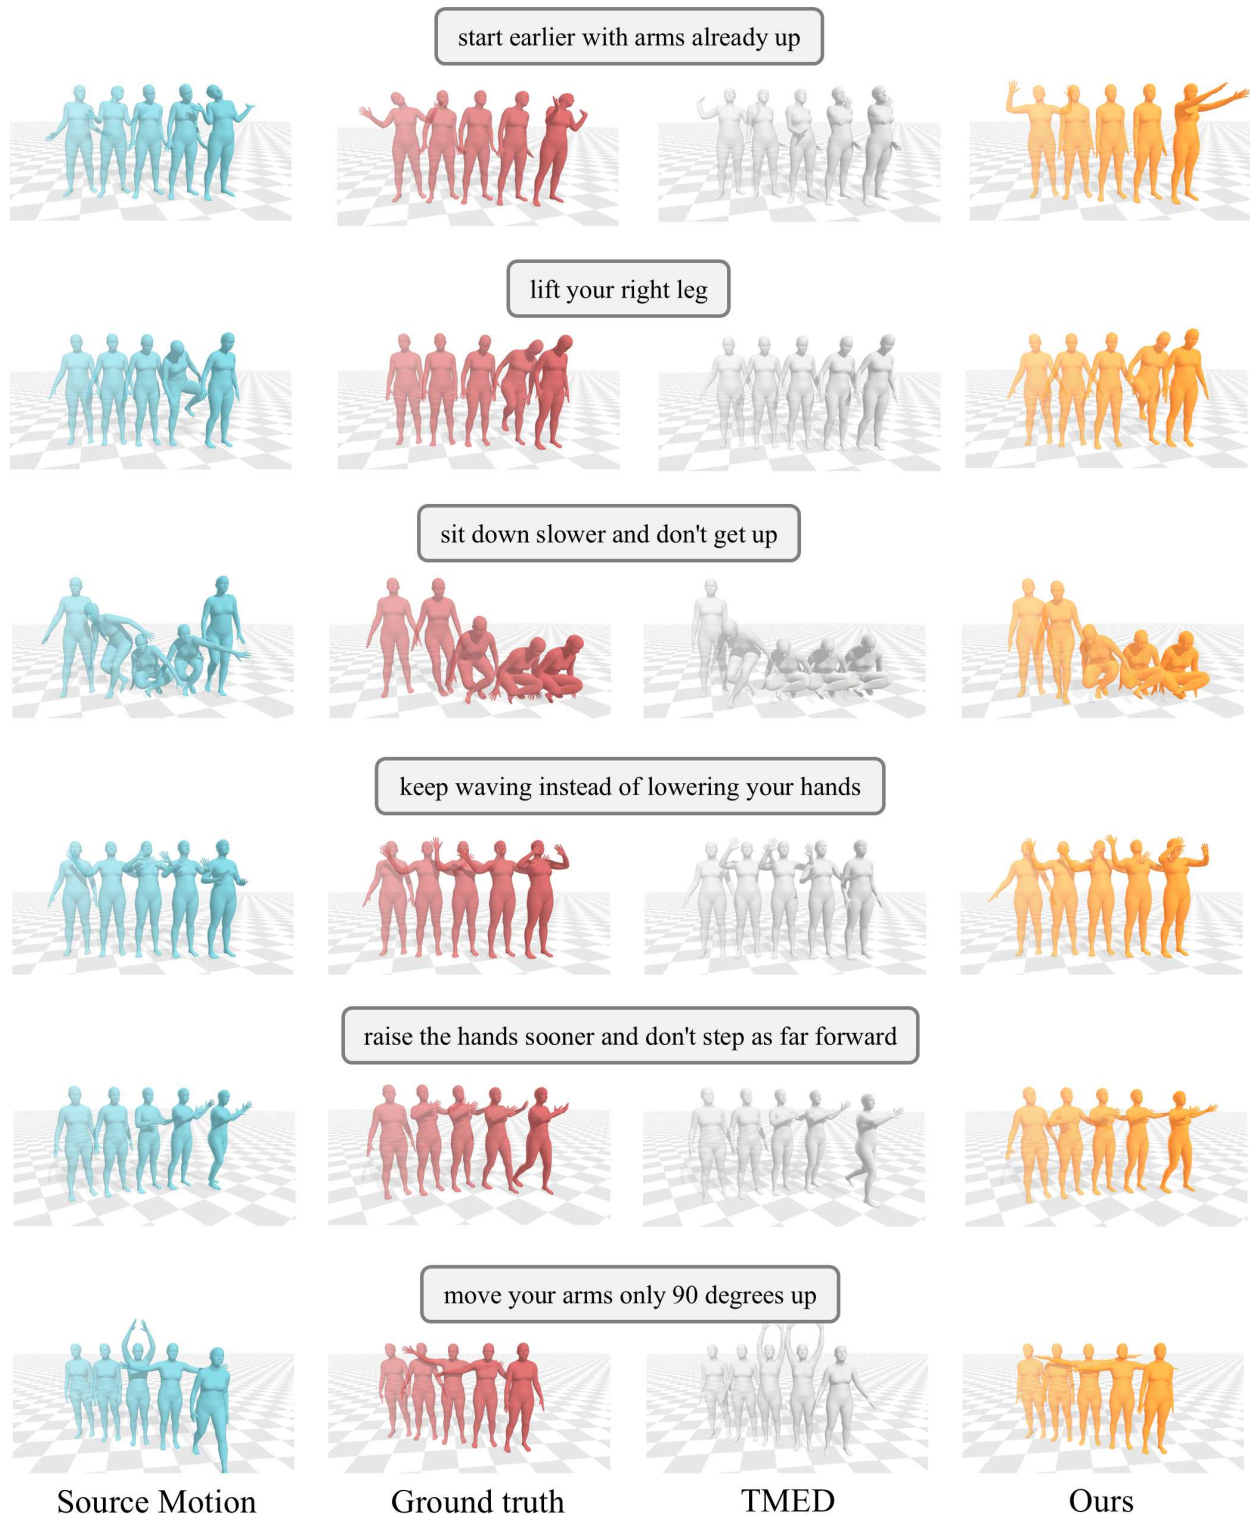 start earlier with arms already up
lift your right leg
sit down slower and don't get up
keep waving instead of lowering your hands
raise the hands sooner and don't step as far forward
move your arms only 90 degrees up
Source Motion Ground truth TMED Ours